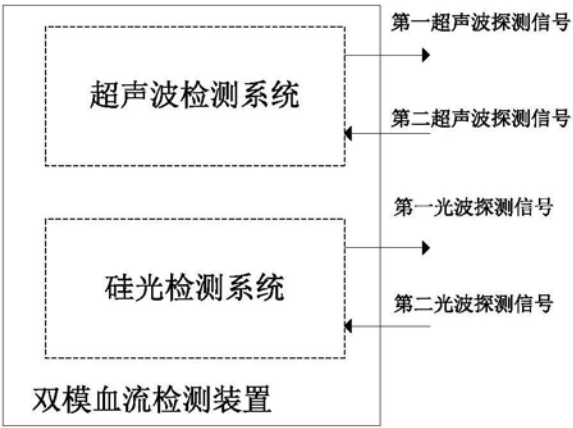 第一超声波探测信号
超声波检测系统
第二超声波探测信号
第一光波探测信号
硅光检测系统
第二光波探测信号
双模血流检测装置